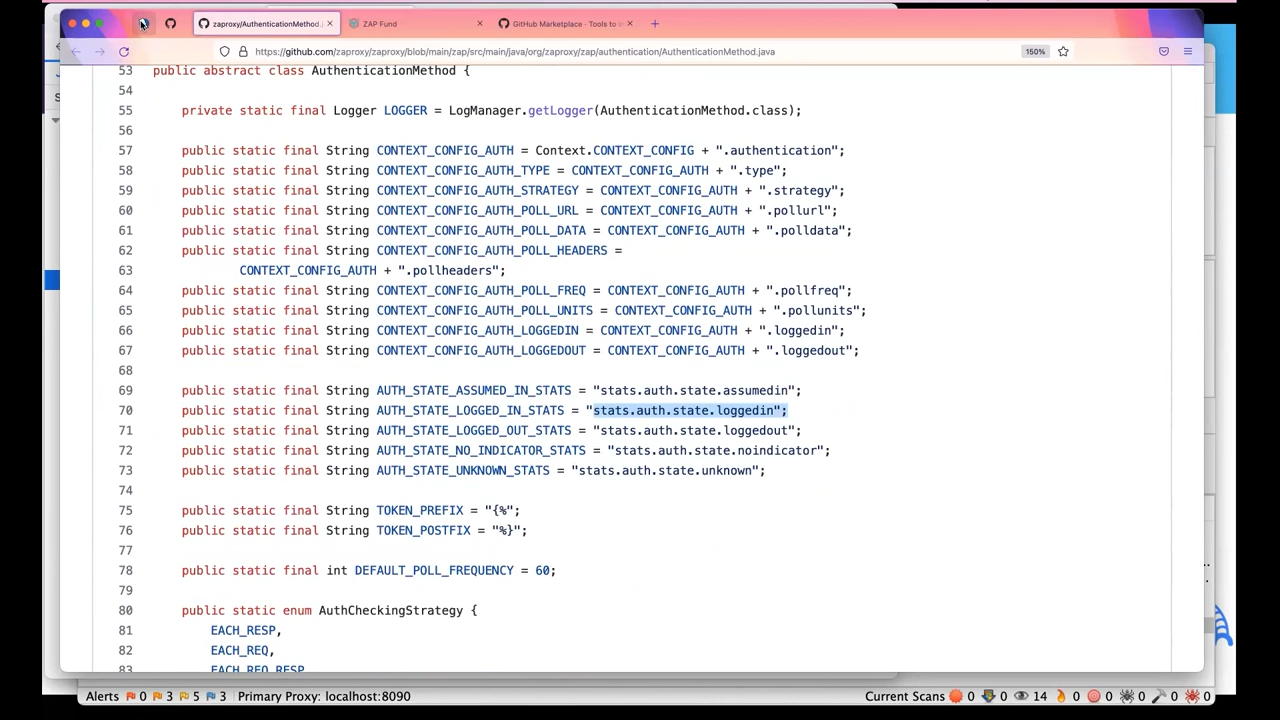 zaproxy/AuthenticationMethod.
ZAP Fund
GitHub Marketplace · Tools to i
https://github.com/zaproxy/zaproxy/blob/main/zap/src/main/java/org/zaproxy/zap/authentication/AuthenticationMethod.java
150%
53 public abstract class AuthenticationMethod {
54
55 private static final Logger LOGGER = LogManager.getLogger(AuthenticationMethod.class);
56
57 public static final String CONTEXT_CONFIG_AUTH = Context.CONTEXT_CONFIG + ".authentication";
58 public static final String CONTEXT_CONFIG_AUTH_TYPE = CONTEXT_CONFIG_AUTH + ".type";
59 public static final String CONTEXT_CONFIG_AUTH_STRATEGY = CONTEXT_CONFIG_AUTH + ".strategy";
60 public static final String CONTEXT_CONFIG_AUTH_POLL_URL = CONTEXT_CONFIG_AUTH + ".pollurl";
61 public static final String CONTEXT_CONFIG_AUTH_POLL_DATA = CONTEXT_CONFIG_AUTH + ".polldata";
62 public static final String CONTEXT_CONFIG_AUTH_POLL_HEADERS =
63 CONTEXT_CONFIG_AUTH + ".pollheaders";
64 public static final String CONTEXT_CONFIG_AUTH_POLL_FREQ = CONTEXT_CONFIG_AUTH + ".pollfreq";
65 public static final String CONTEXT_CONFIG_AUTH_POLL_UNITS = CONTEXT_CONFIG_AUTH + ".pollunits";
66 public static final String CONTEXT_CONFIG_AUTH_LOGGEDIN = CONTEXT_CONFIG_AUTH + ".loggedin";
67 public static final String CONTEXT_CONFIG_AUTH_LOGGEDOUT = CONTEXT_CONFIG_AUTH + ".loggedout";
68
69 public static final String AUTH_STATE_ASSUMED_IN_STATS = "stats.auth.state.assumedin";
70 public static final String AUTH_STATE_LOGGED_IN_STATS = "stats.auth.state.loggedin";
71 public static final String AUTH_STATE_LOGGED_OUT_STATS = "stats.auth.state.loggedout";
72 public static final String AUTH_STATE_NO_INDICATOR_STATS = "stats.auth.state.noindicator";
73 public static final String AUTH_STATE_UNKNOWN_STATS = "stats.auth.state.unknown";
74
75 public static final String TOKEN_PREFIX = "{%";
76 public static final String TOKEN_POSTFIX = "%}";
77
78 public static final int DEFAULT_POLL_FREQUENCY = 60;
79
80 public static enum AuthCheckingStrategy {
81 EACH_RESP,
82 EACH_REQ,
83 EACH_REQ_RESP
Alerts 0 3 5 3 Primary Proxy: localhost:8090 Current Scans 0 0 14 0 0 0 0 0